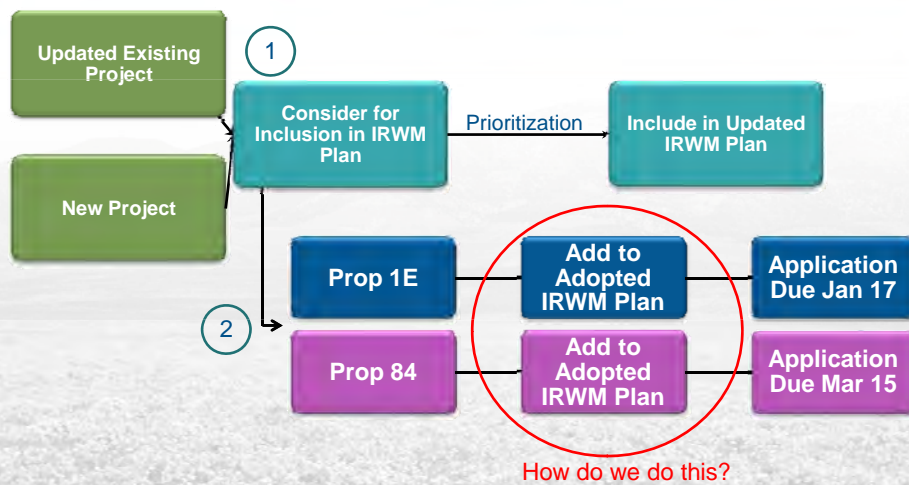 Updated Existing
Project
1
Consider for
Inclusion in IRWM
Plan
Prioritization
Include in Updated
IRWM Plan
New Project
2
Prop 1E
Add to
Adopted
IRWM Plan
Application
Due Jan 17
Prop 84
Add to
Adopted
IRWM Plan
Application
Due Mar 15
How do we do this?